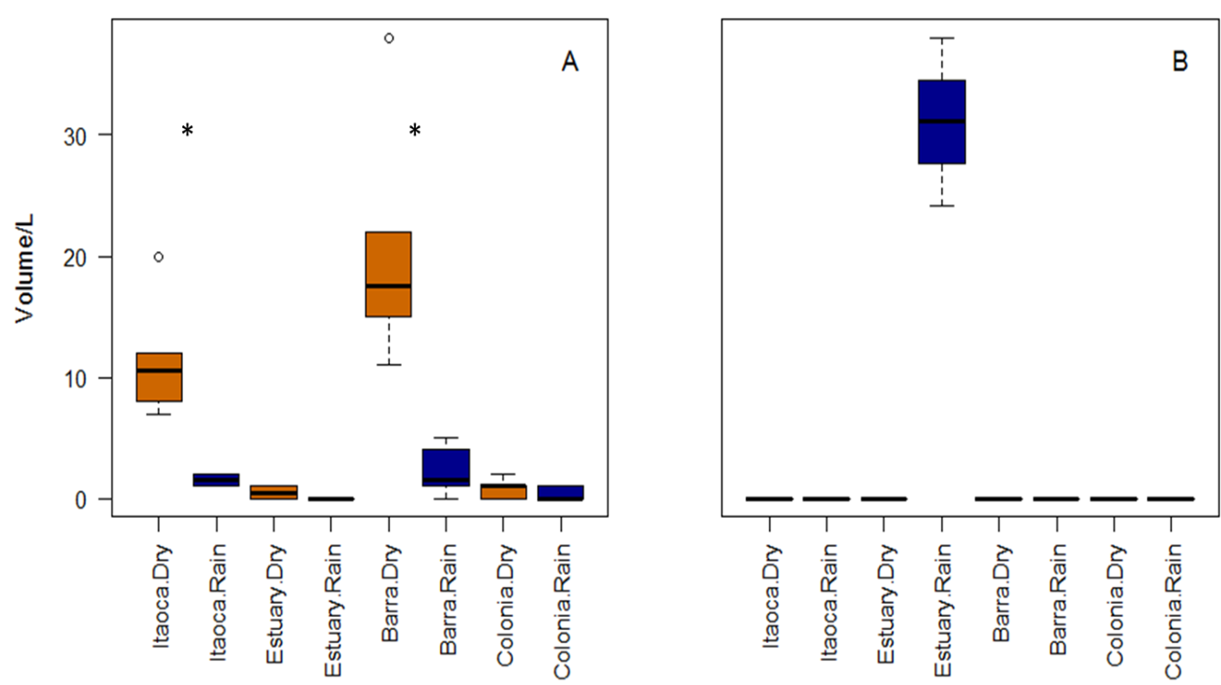 A
B
Volume/L
30
20
10
0
*
*
Itaoca.Dry
Itaoca.Rain
Estuary.Dry
Estuary.Rain
Barra.Dry
Barra.Rain
Colonia.Dry
Colonia.Rain
Itaoca.Dry
Itaoca.Rain
Estuary.Dry
Estuary.Rain
Barra.Dry
Barra.Rain
Colonia.Dry
Colonia.Rain